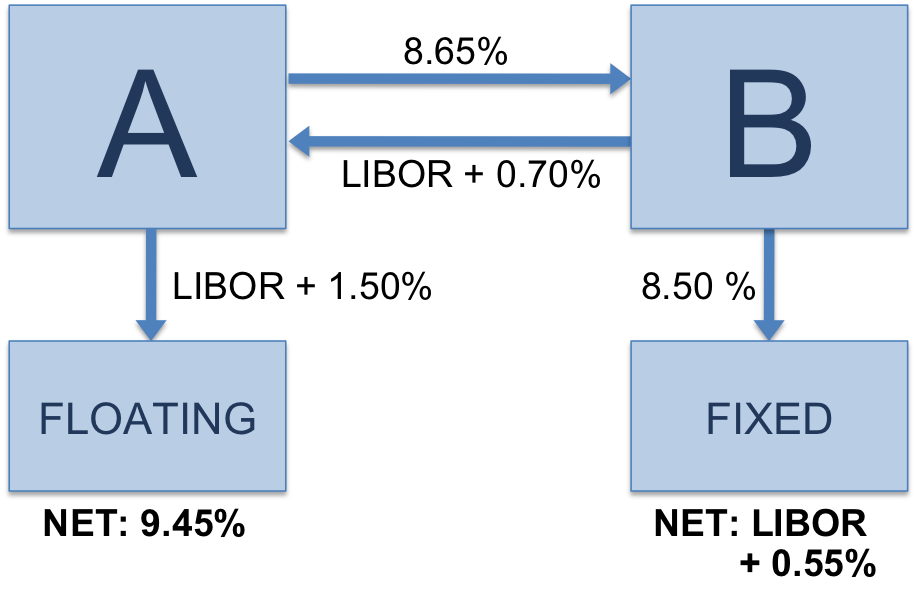 A
B
8.65%
LIBOR + 0.70%
LIBOR + 1.50%
8.50 %
FLOATING
FIXED
NET: 9.45%
NET: LIBOR
+ 0.55%